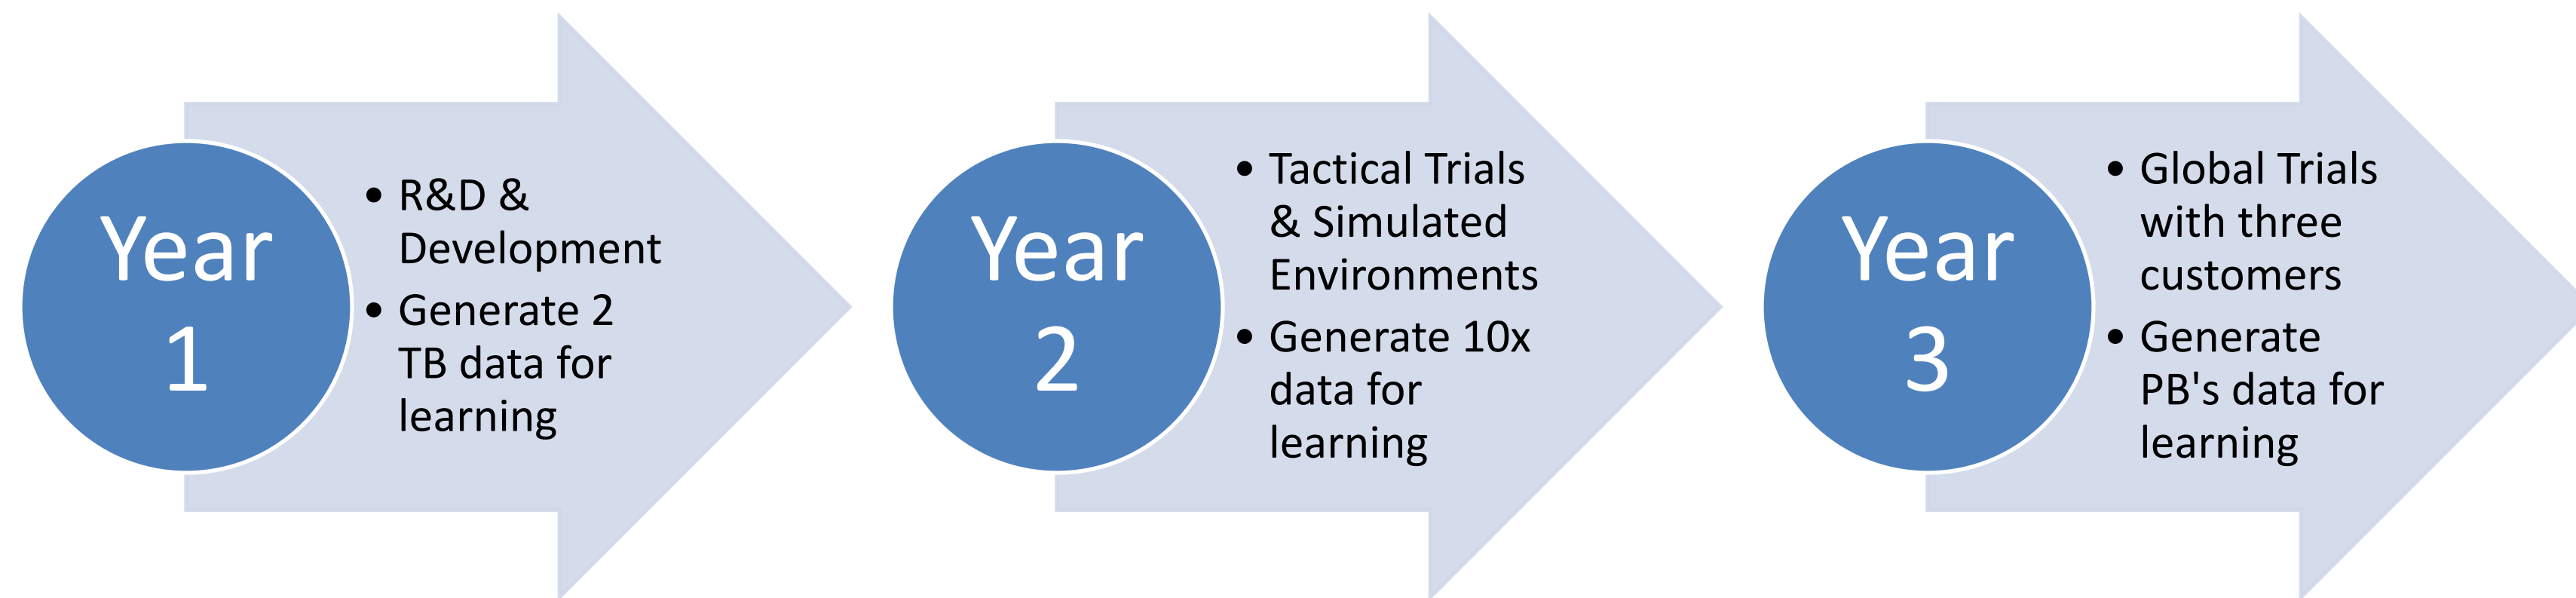 Year
1
• R&D &
Development
• Generate 2
TB data for
learning
Year
2
• Tactical Trials
& Simulated
Environments
• Generate 10x
data for
learning
Year
3
• Global Trials
with three
customers
• Generate
PB's data for
learning